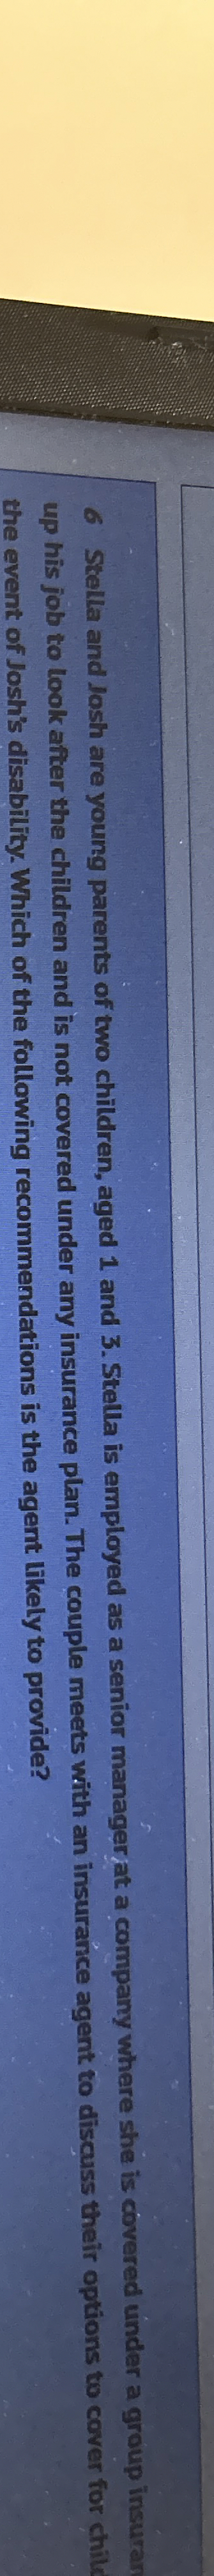 6 Stella and Josh are young parents of two children, aged 1 and 3. Stella is employed as a senior manager at a company where she is covered under a group
up his job to look after the children and is not covered under any insurance plan. The couple meets with an insurance agent to discuss their options to cover for
the event of Josh's disability. Which of the following recommendations is the agent likely to provide?